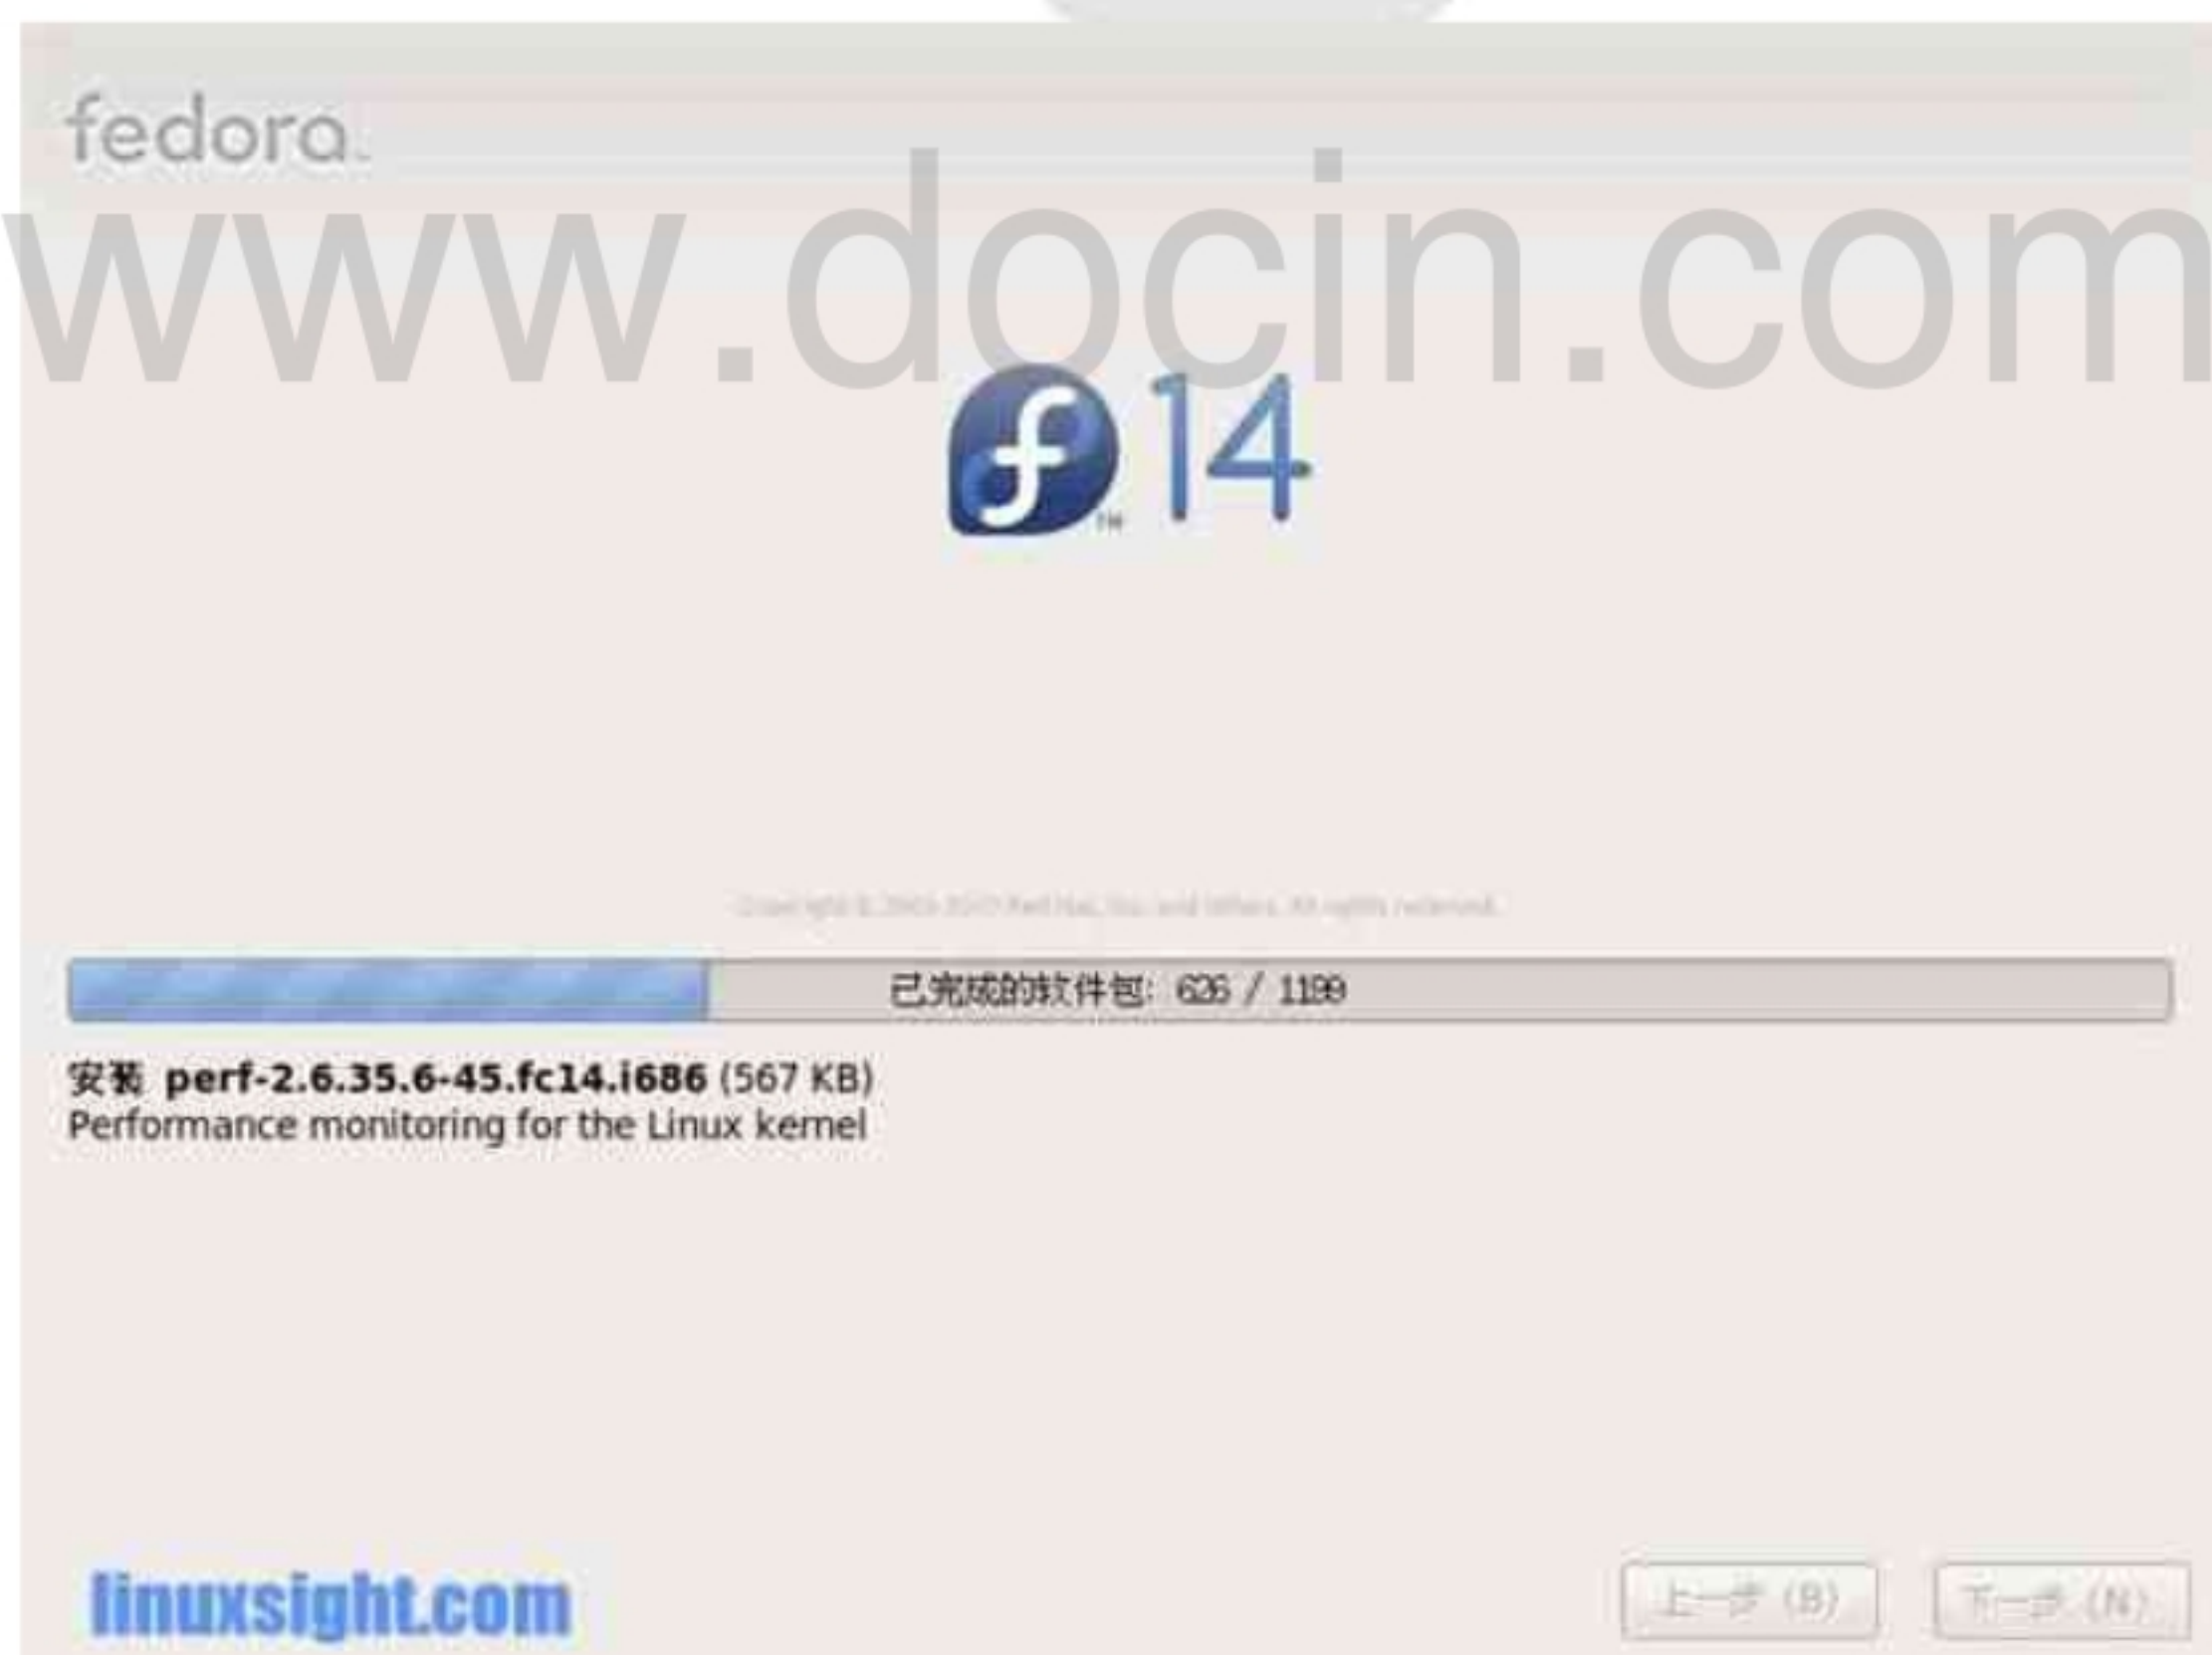 fedora
www.docin.com
f™ 14
已完成的软件包: 626 / 1199
安装 perf-2.6.35.6-45.fc14.i686 (567 KB)
Performance monitoring for the Linux kernel
linuxsight.com
上一步 (B) 下一步 (N)